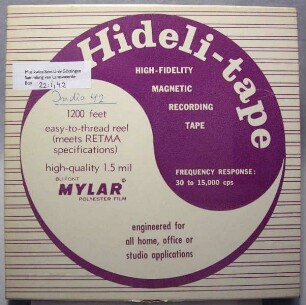 Hideli-tape
HIGH-FIDELITY
MAGNETIC
RECORDING
TAPE
India 42
1200 feet
easy-to-thread reel
(meets RETMA
specifications)
high-quality 1.5 mil
DU PONT
MYLAR®
POLYESTER FILM
FREQUENCY RESPONSE:
30 to 15,000 cps
engineered for
all home, office or
studio applications